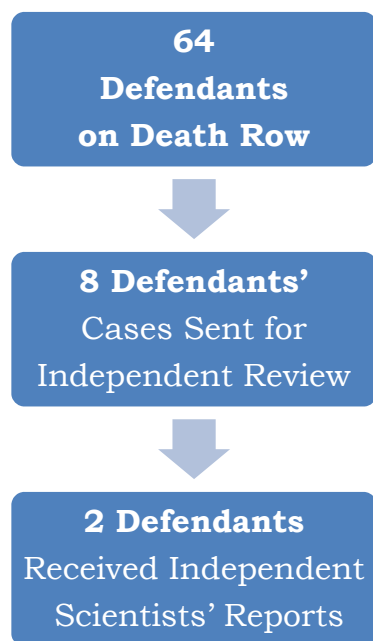 64
Defendants
on Death Row
8 Defendants’
Cases Sent for
Independent Review
2 Defendants
Received Independent
Scientists’ Reports